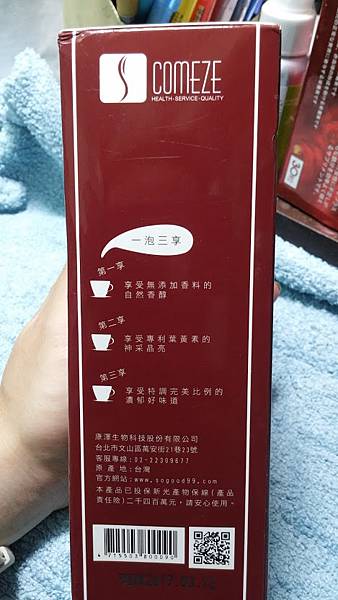 COMEZE
HEALTH·SERVICE·QUALITY
一泡三享
第一享
享受無添加香料的
自然香醇
第二享
享受專利葉黃素的
神采晶亮
第三享
享受特調完美比例的
濃郁好味道
康澤生物科技股份有限公司
台北市文山區萬安街21巷23號
客服專線:02-22309677
原產地:台灣
官方網站:www.sogood99.com
本產品已投保新光產物保線(產品
責任險)二千四百萬元,請安心使用。
4 715503 800090